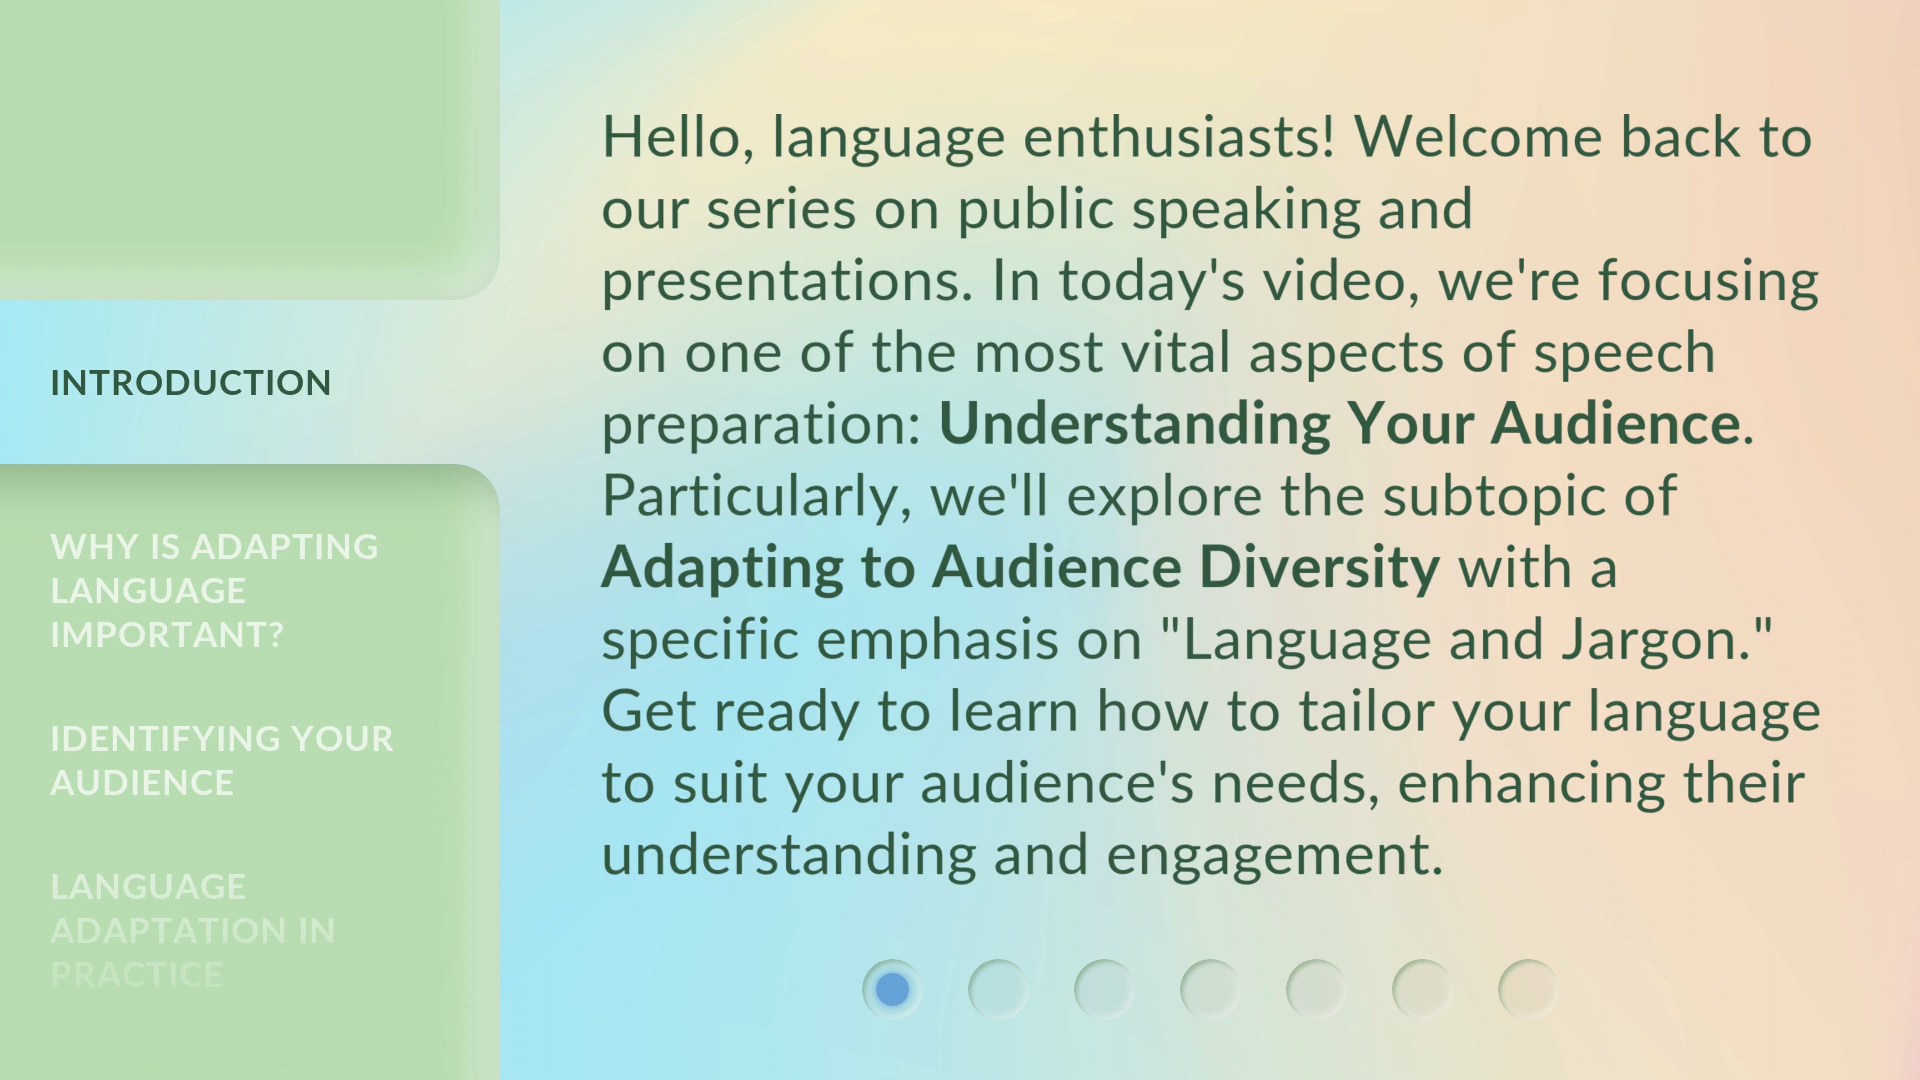 INTRODUCTION
WHY IS ADAPTING
LANGUAGE
IMPORTANT?
IDENTIFYING YOUR
AUDIENCE
LANGUAGE
ADAPTATION IN
PRACTICE
Hello, language enthusiasts! Welcome back to
our series on public speaking and
presentations. In today's video, we're focusing
on one of the most vital aspects of speech
preparation: Understanding Your Audience.
Particularly, we'll explore the subtopic of
Adapting to Audience Diversity with a
specific emphasis on "Language and Jargon."
Get ready to learn how to tailor your language
to suit your audience's needs, enhancing their
understanding and engagement.